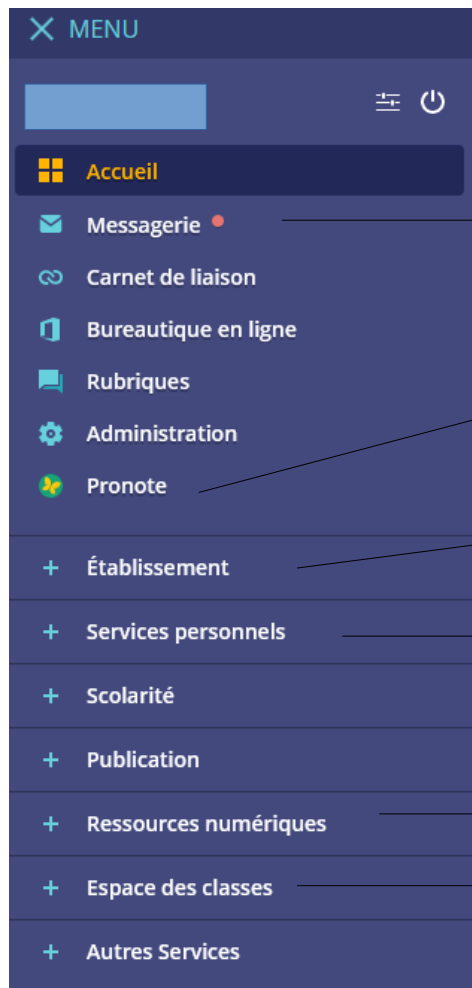 MENU
Accueil
Messagerie
Carnet de liaison
Bureautique en ligne
Rubriques
Administration
Pronote
+ Établissement
+ Services personnels
+ Scolarité
+ Publication
+ Ressources numériques
+ Espace des classes
+ Autres Services